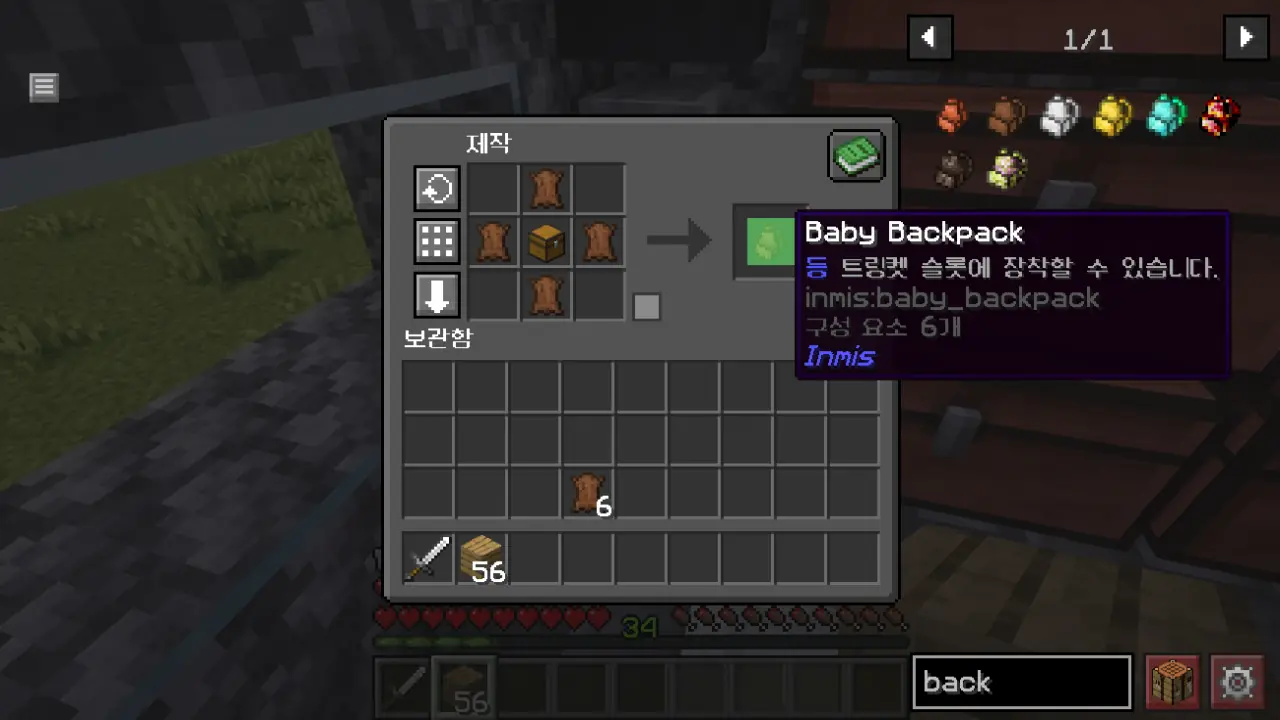 1/1
제작
Baby Backpack
등 트링켓 슬롯에 장착할 수 있습니다.
inmis:baby_backpack
구성 요소 6개
Inmis
보관함
6
56
34
56
back